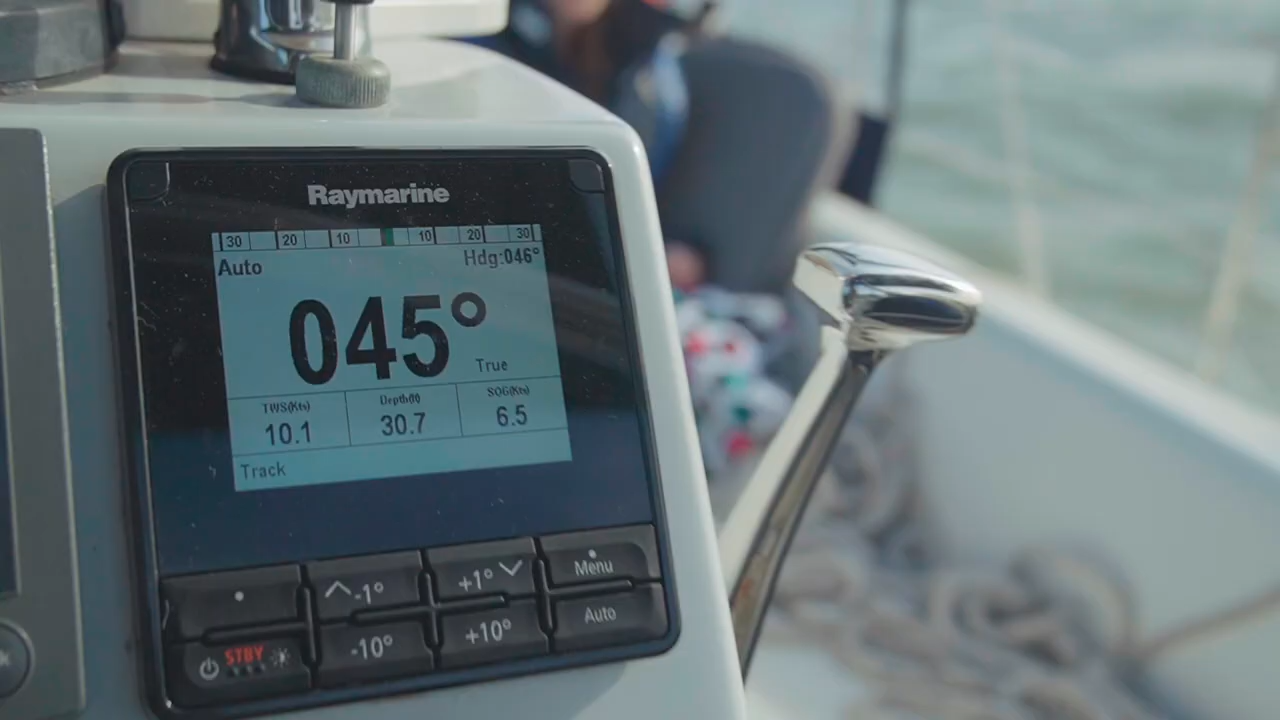 Raymarine
30 20 10 10 20 30
Auto Hdg:046°
045°
True
TWS(Kts) Depth(ft) SOG(Kts)
10.1 30.7 6.5
Track
-1° +1° Menu
STBY -10° +10° Auto